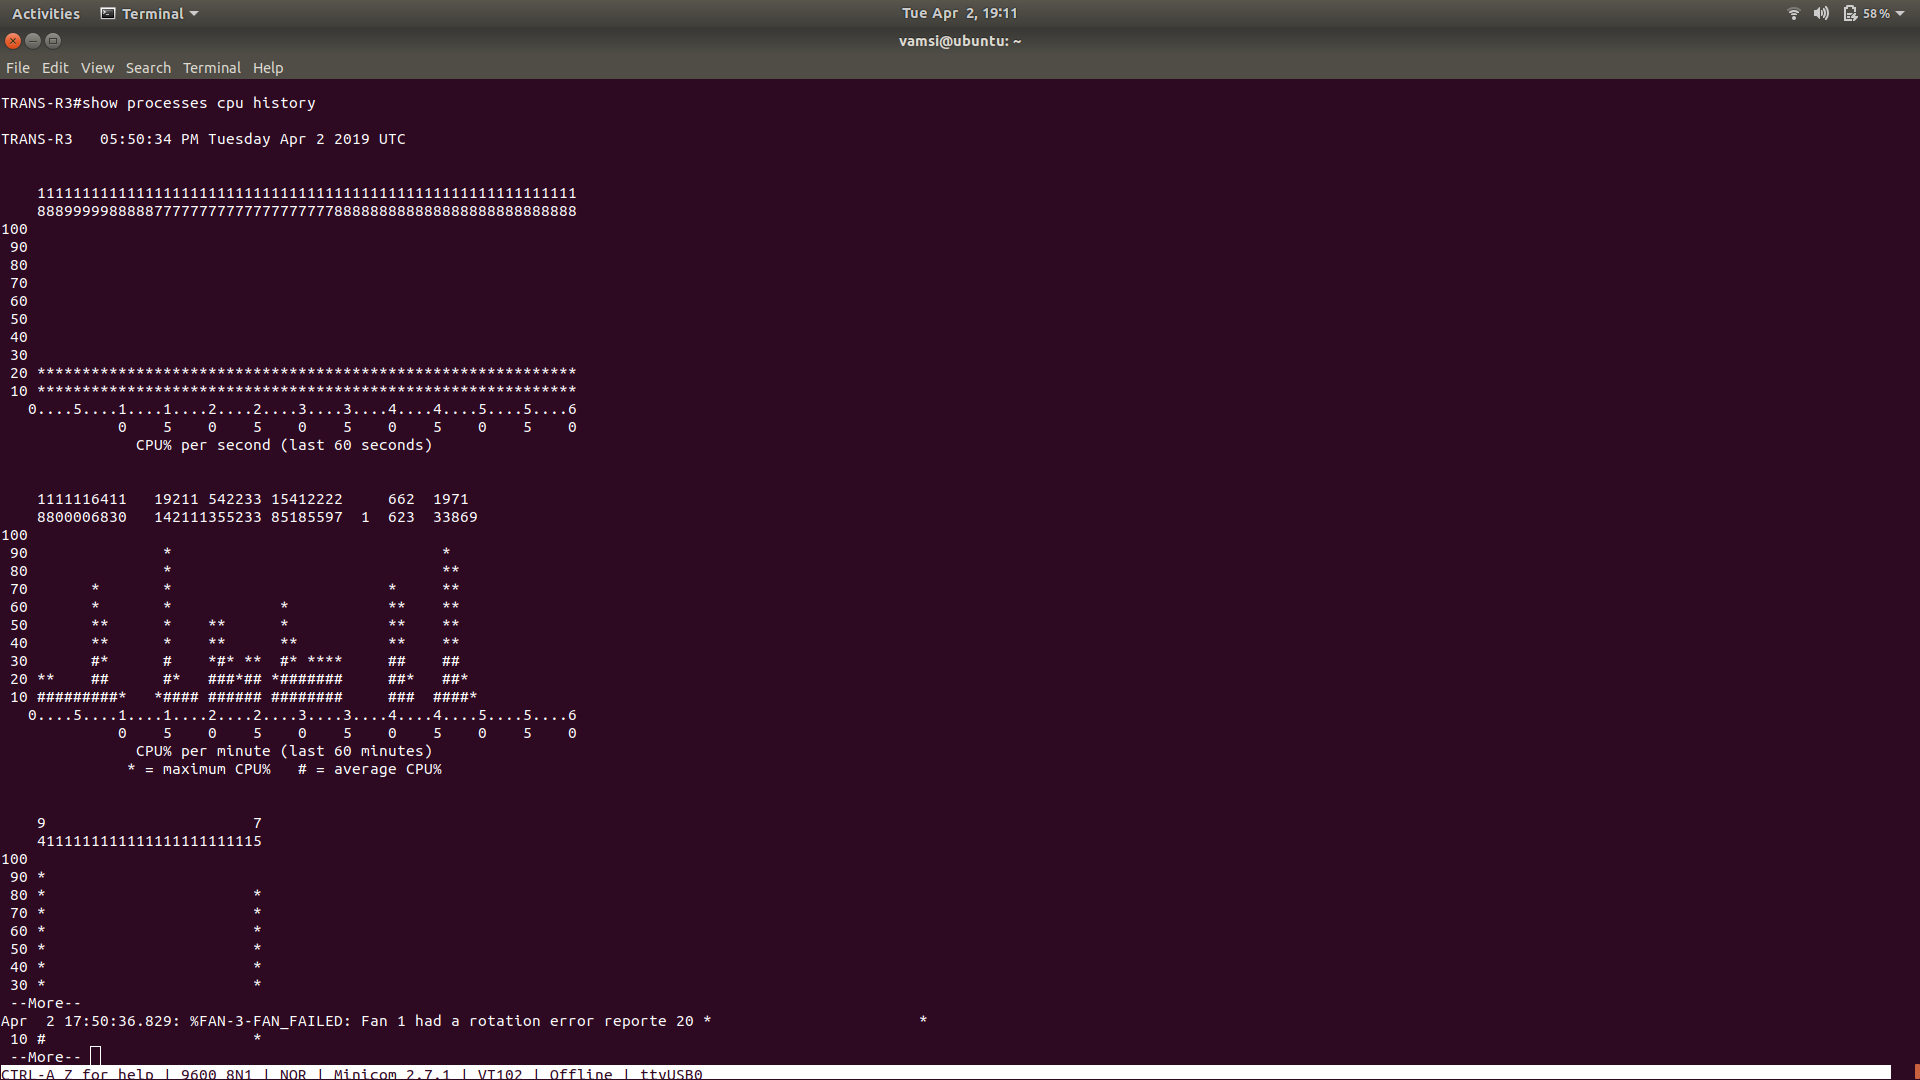 Activities Terminal Tue Apr 2, 19:11 58 %
vamsi@ubuntu: ~
File Edit View Search Terminal Help
TRANS-R3#show processes cpu history
TRANS-R3   05:50:34 PM Tuesday Apr 2 2019 UTC
    111111111111111111111111111111111111111111111111111111111111
    888999998888877777777777777777777888888888888888888888888888
100
 90
 80
 70
 60
 50
 40
 30
 20 ************************************************************
 10 ************************************************************
   0....5....1....1....2....2....3....3....4....4....5....5....6
             0    5    0    5    0    5    0    5    0    5    0
               CPU% per second (last 60 seconds)
    1111116411   19211 542233 15412222     662  1971
    8800006830   142111355233 85185597  1  623  33869
100
 90               *                              *
 80               *                              **
 70       *       *                        *     **
 60       *       *            *           **    **
 50       **      *    **      *           **    **
 40       **      *    **      **          **    **
 30       #*      #    *#* **  #* ****     ##    ##
 20 **    ##      #*   ###*## *#######     ##*   ##*
 10 #########*   *#### ###### ########     ###  ####*
   0....5....1....1....2....2....3....3....4....4....5....5....6
             0    5    0    5    0    5    0    5    0    5    0
               CPU% per minute (last 60 minutes)
              * = maximum CPU%   # = average CPU%
    9                       7
    4111111111111111111111115
100
 90 *
 80 *                       *
 70 *                       *
 60 *                       *
 50 *                       *
 40 *                       *
 30 *                       *
 --More--
Apr  2 17:50:36.829: %FAN-3-FAN_FAILED: Fan 1 had a rotation error reporte 20 *                       *
 10 #                       *
 --More--
CTRL-A Z for help | 9600 8N1 | NOR | Minicom 2.7.1 | VT102 | Offline | ttyUSB0